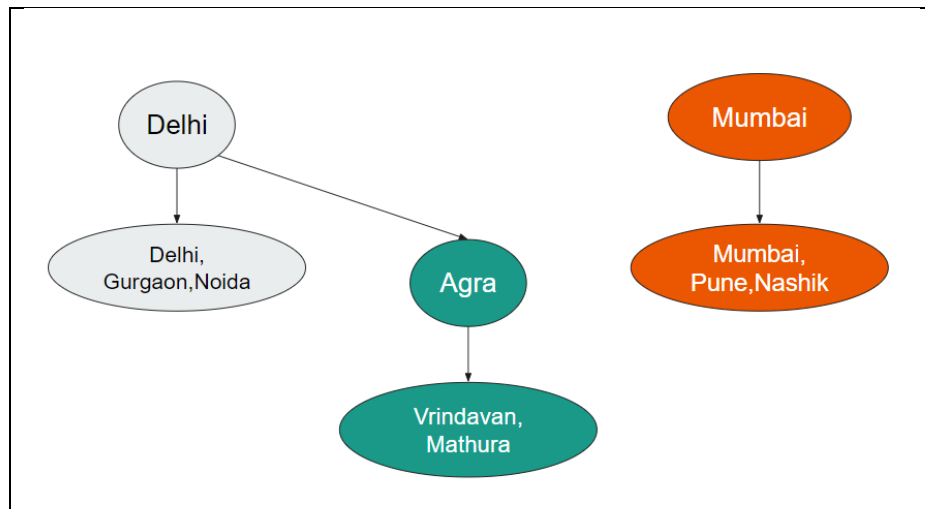 Delhi
Mumbai
Delhi,
Gurgaon,Noida
Mumbai,
Pune,Nashik
Agra
Vrindavan,
Mathura